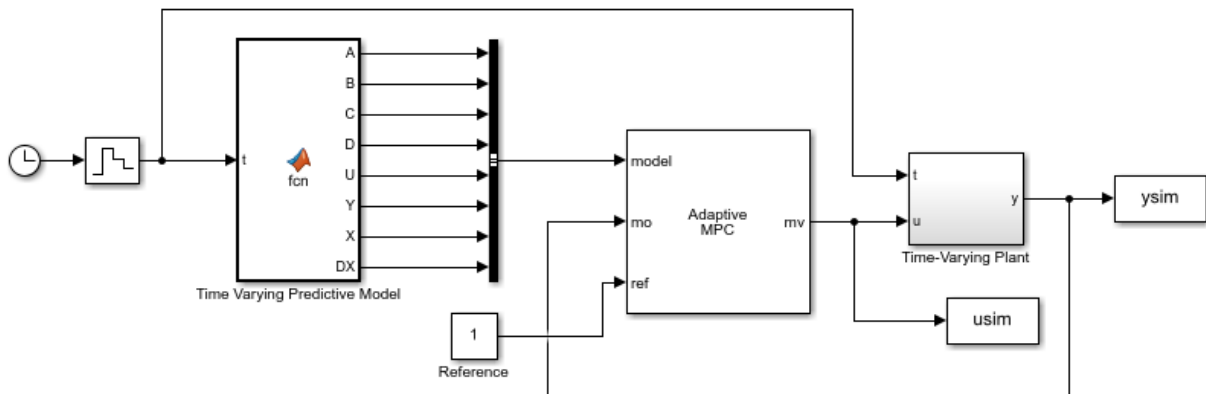 A
B
C
D
U
Y
X
DX
t
fcn
Time Varying Predictive Model
1
Reference
model
mo
ref
Adaptive
MPC
mv
t
u
y
Time-Varying Plant
ysim
usim